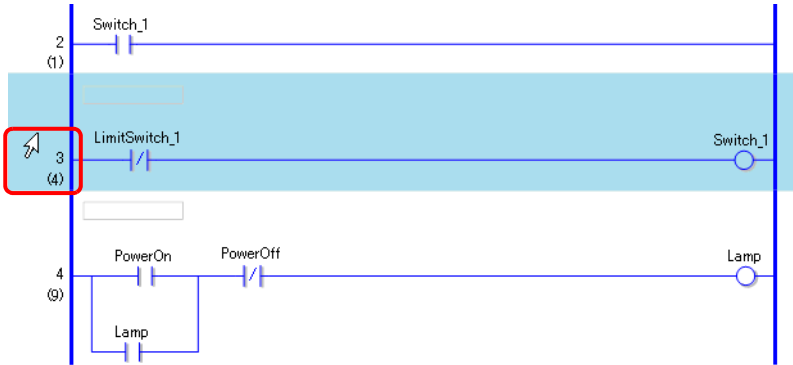 Switch_1
2
(1)
LimitSwitch_1 Switch_1
3
(4)
PowerOn PowerOff Lamp
4
(9)
Lamp